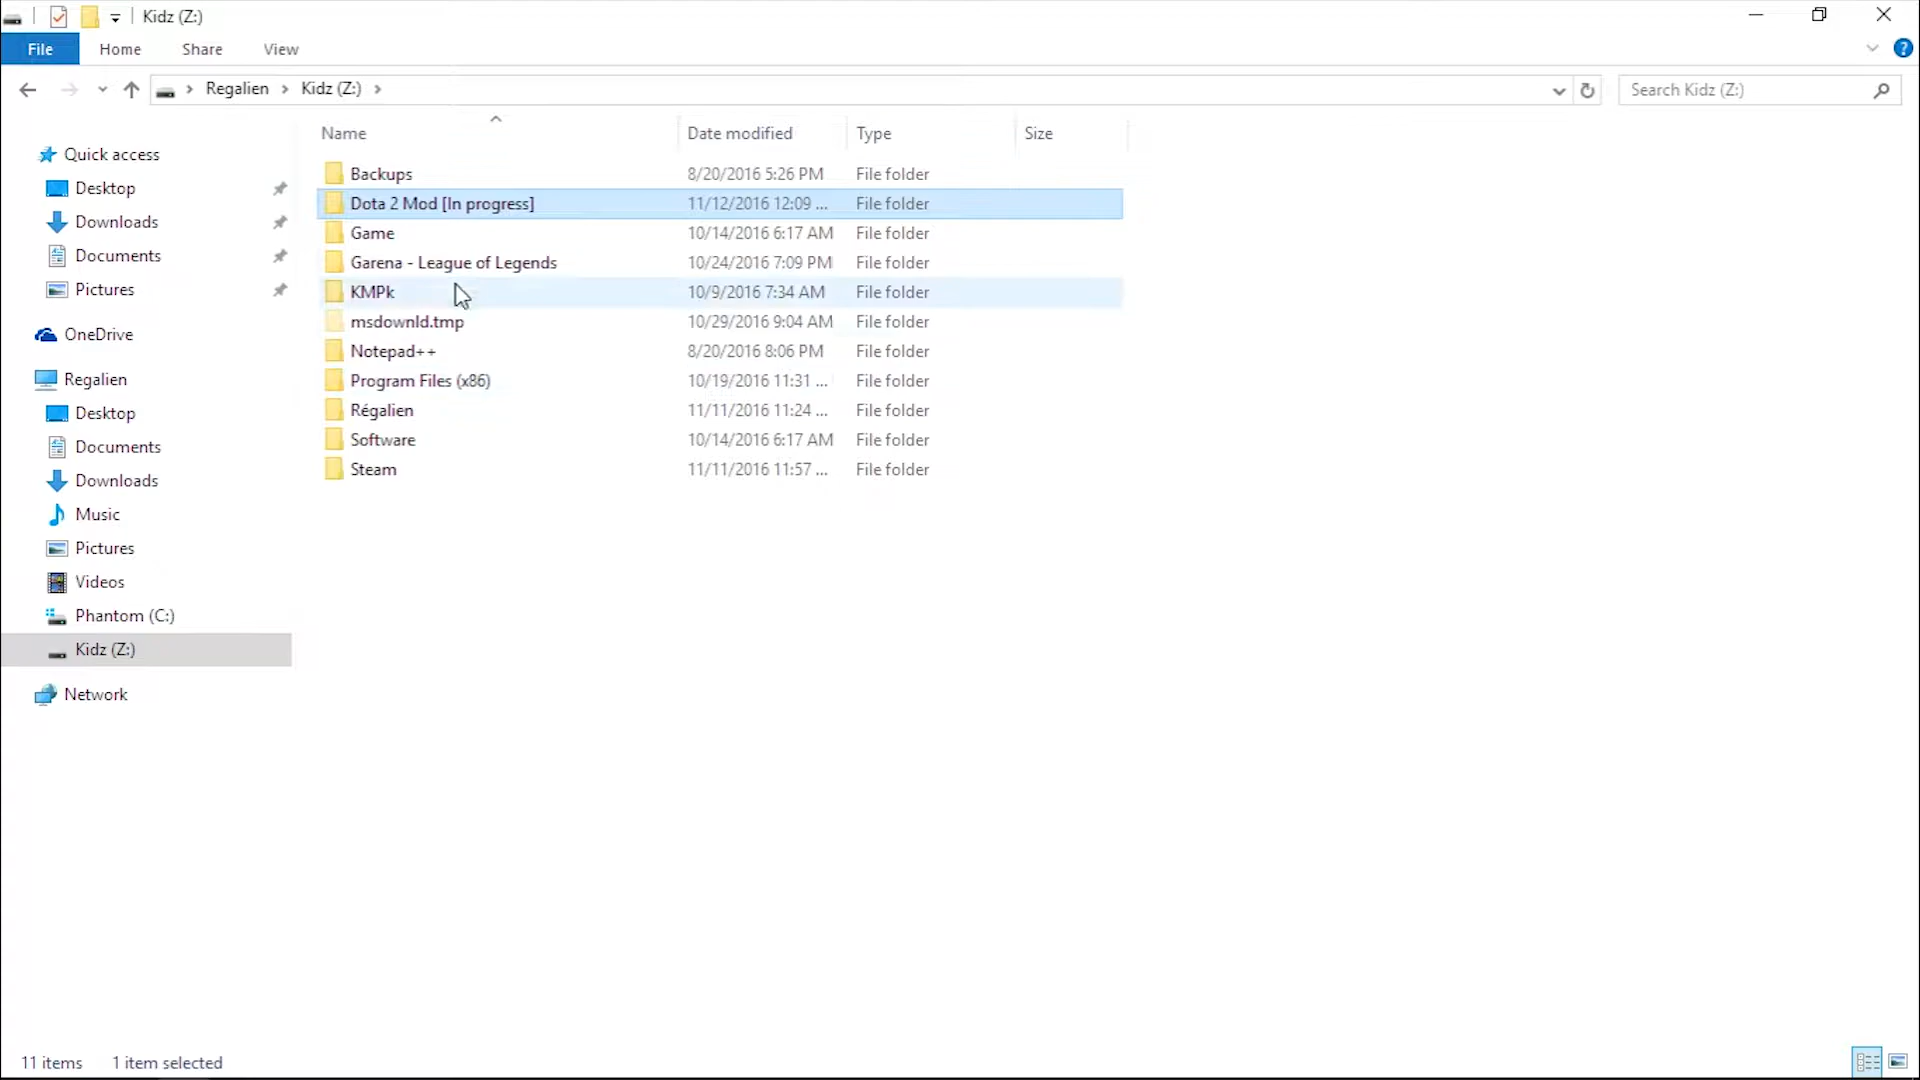 Kidz (Z:)
File Home Share View
Regalien Kidz (Z:) Search Kidz (Z:)
Name Date modified Type Size
Quick access
Desktop
Downloads
Documents
Pictures
OneDrive
Regalien
Desktop
Documents
Downloads
Music
Pictures
Videos
Phantom (C:)
Kidz (Z:)
Network
Backups 8/20/2016 5:26 PM File folder
Dota 2 Mod [In progress] 11/12/2016 12:09 ... File folder
Game 10/14/2016 6:17 AM File folder
Garena - League of Legends 10/24/2016 7:09 PM File folder
KMPk 10/9/2016 7:34 AM File folder
msdownld.tmp 10/29/2016 9:04 AM File folder
Notepad++ 8/20/2016 8:06 PM File folder
Program Files (x86) 10/19/2016 11:31 ... File folder
Régalien 11/11/2016 11:24 ... File folder
Software 10/14/2016 6:17 AM File folder
Steam 11/11/2016 11:57 ... File folder
11 items 1 item selected